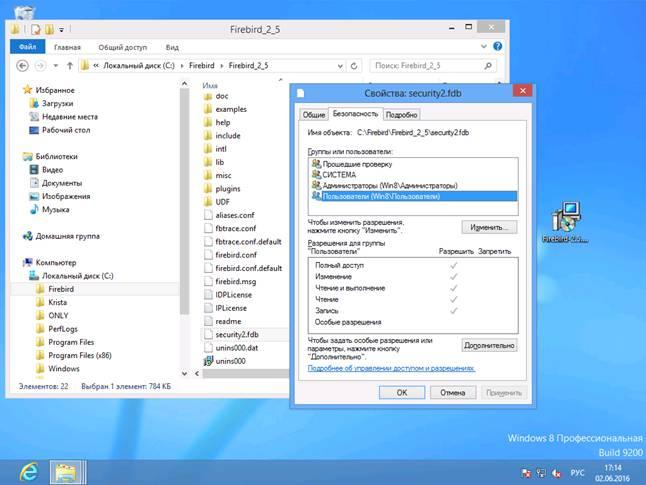 Firebird_2_5
Файл Главная Общий доступ Вид
« Локальный диск (C:) ▸ Firebird ▸ Firebird_2_5
Поиск: Firebird_2_5
Избранное
Загрузки
Недавние места
Рабочий стол
Библиотеки
Видео
Документы
Изображения
Музыка
Домашняя группа
Компьютер
Локальный диск (C:)
Firebird
Krista
ONLY
PerfLogs
Program Files
Program Files (x86)
Windows
Имя
doc
examples
help
include
intl
lib
misc
plugins
UDF
aliases.conf
fbtrace.conf
fbtrace.conf.default
firebird.conf
firebird.conf.default
firebird.msg
IDPLicense
IPLicense
readme
security2.fdb
unins000.dat
unins000
Элементов: 22 Выбран 1 элемент: 784 КБ
Свойства: security2.fdb
Общие Безопасность Подробно
Имя объекта: C:\Firebird\Firebird_2_5\security2.fdb
Группы или пользователи:
Прошедшие проверку
СИСТЕМА
Администраторы (Win8\Администраторы)
Пользователи (Win8\Пользователи)
Чтобы изменить разрешения,
нажмите кнопку "Изменить".
Изменить...
Разрешения для группы
"Пользователи"
Разрешить Запретить
Полный доступ
Изменение
Чтение и выполнение
Чтение
Запись
Особые разрешения
Чтобы задать особые разрешения или
параметры, нажмите кнопку
"Дополнительно".
Дополнительно
Подробнее об управлении доступом и разрешениях.
OK Отмена Применить
Windows 8 Профессиональная
Build 9200
РУС
17:14
02.06.2016